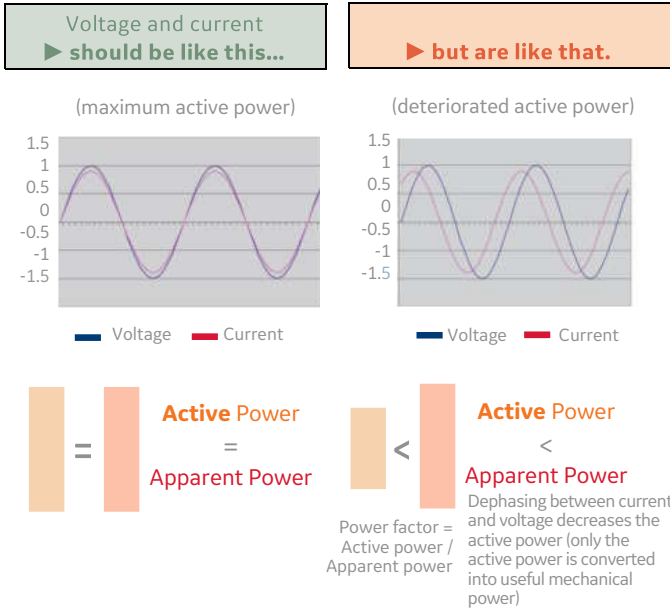 Voltage and current
► should be like this...
► but are like that.
(maximum active power)
(deteriorated active power)
1.5
1
0.5
0
-0.5
-1
-1.5
Voltage
Current
1.5
1
0.5
0
-0.5
-1
-1.5
Voltage
Current
=
Active Power
=
Apparent Power
<
Active Power
<
Apparent Power
Power factor =
Active power /
Apparent power
Dephasing between current
and voltage decreases the
active power (only the
active power is converted
into useful mechanical
power)